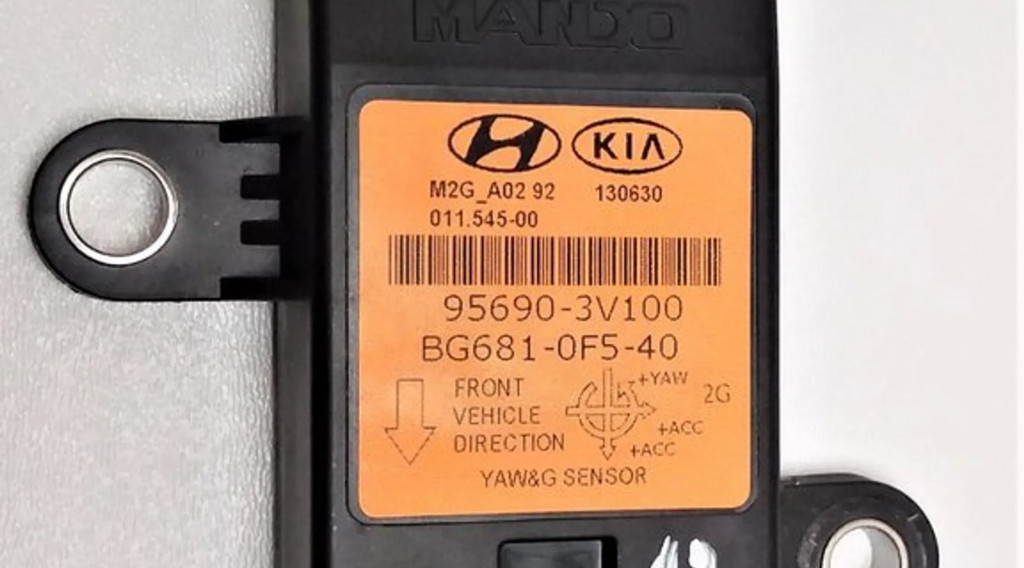 MANDO
KIA
M2G_A02 92 130630
011.545-00
95690-3V100
BG681-0F5-40
FRONT
VEHICLE
DIRECTION
+YAW
2G
+ACC
+ACC
YAW&G SENSOR